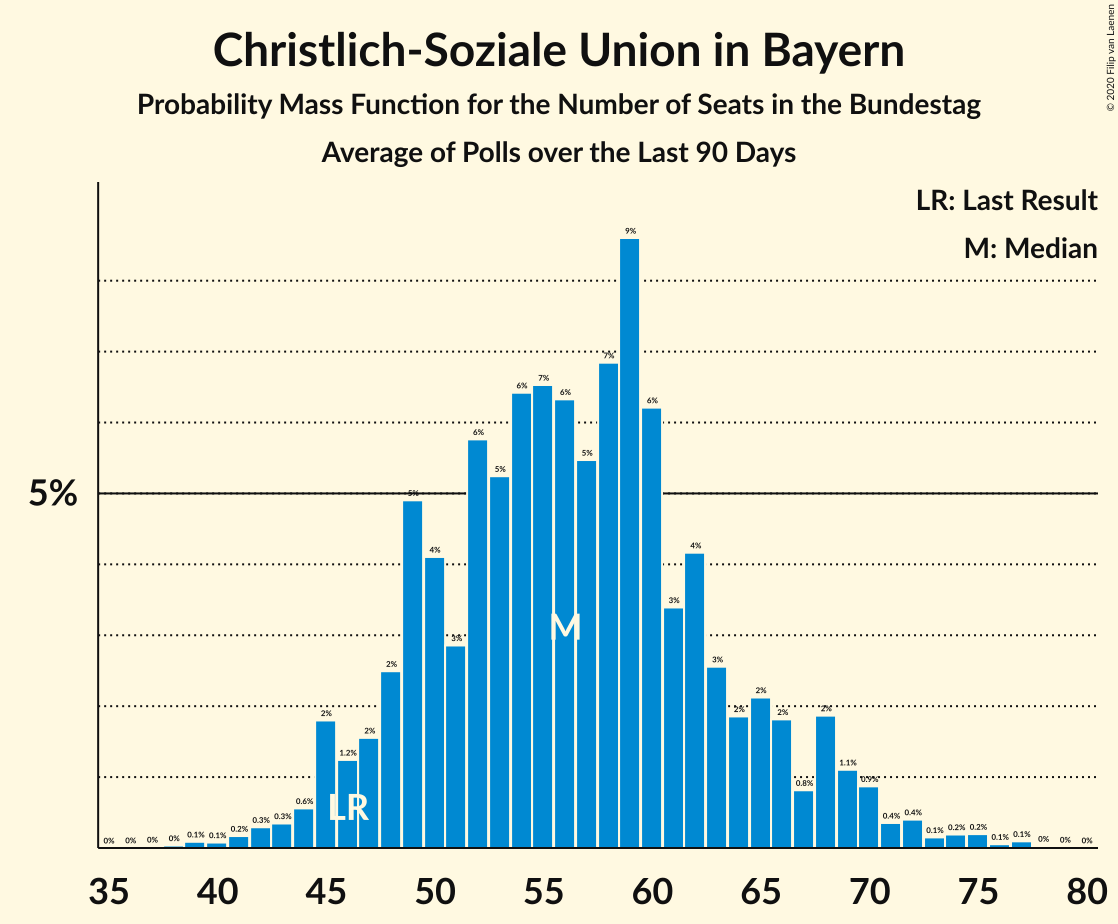 Christlich-Soziale Union in Bayern
Probability Mass Function for the Number of Seats in the Bundestag
Average of Polls over the Last 90 Days
© 2020 Filip van Laenen
LR: Last Result
M: Median
5%
0% 0% 0% 0% 0.1% 0.1% 0.2% 0.3% 0.3% 0.6% 2% 1.2% 2% 2% 5% 4% 3% 6% 5% 6% 7% 6% 5% 7% 9% 6% 3% 4% 3% 2% 2% 2% 0.8% 2% 1.1% 0.9% 0.4% 0.4% 0.1% 0.2% 0.2% 0.1% 0.1% 0% 0% 0%
M
LR
35 40 45 50 55 60 65 70 75 80